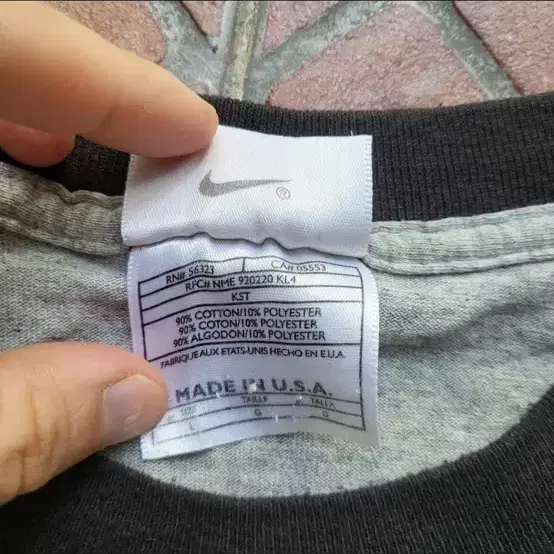 ®
RN# 56323 CA# 05553
RFC# NME 920220 KL4
KST
90% COTTON/10% POLYESTER
90% COTON/10% POLYESTER
90% ALGODON/10% POLYESTER
FABRIQUE AUX ETATS-UNIS HECHO EN E.U.A.
MADE IN U.S.A.
SIZE TAILLE TALLA
L G G